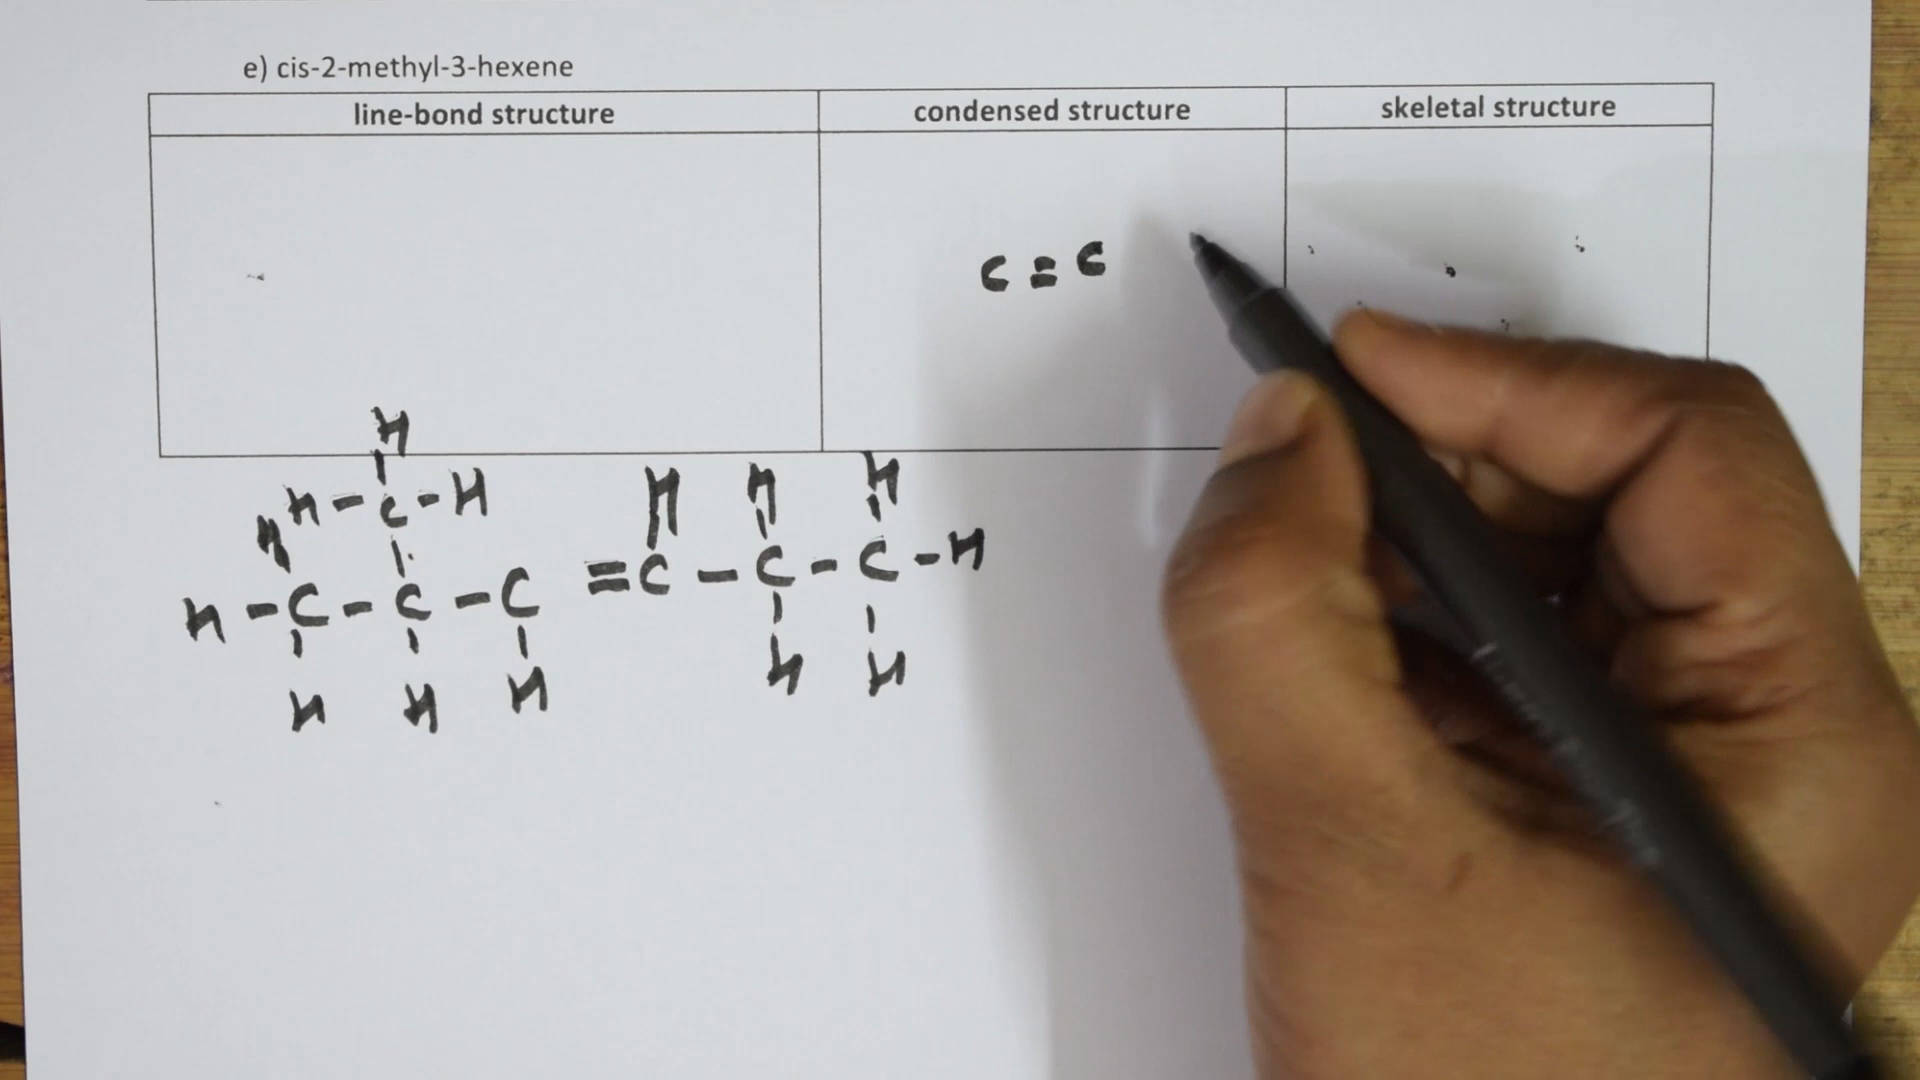 e) cis-2-methyl-3-hexene
line-bond structure condensed structure skeletal structure
C = C
H
H - C - H H H H
H
H - C - C - C = C - C - C - H
H H H H H